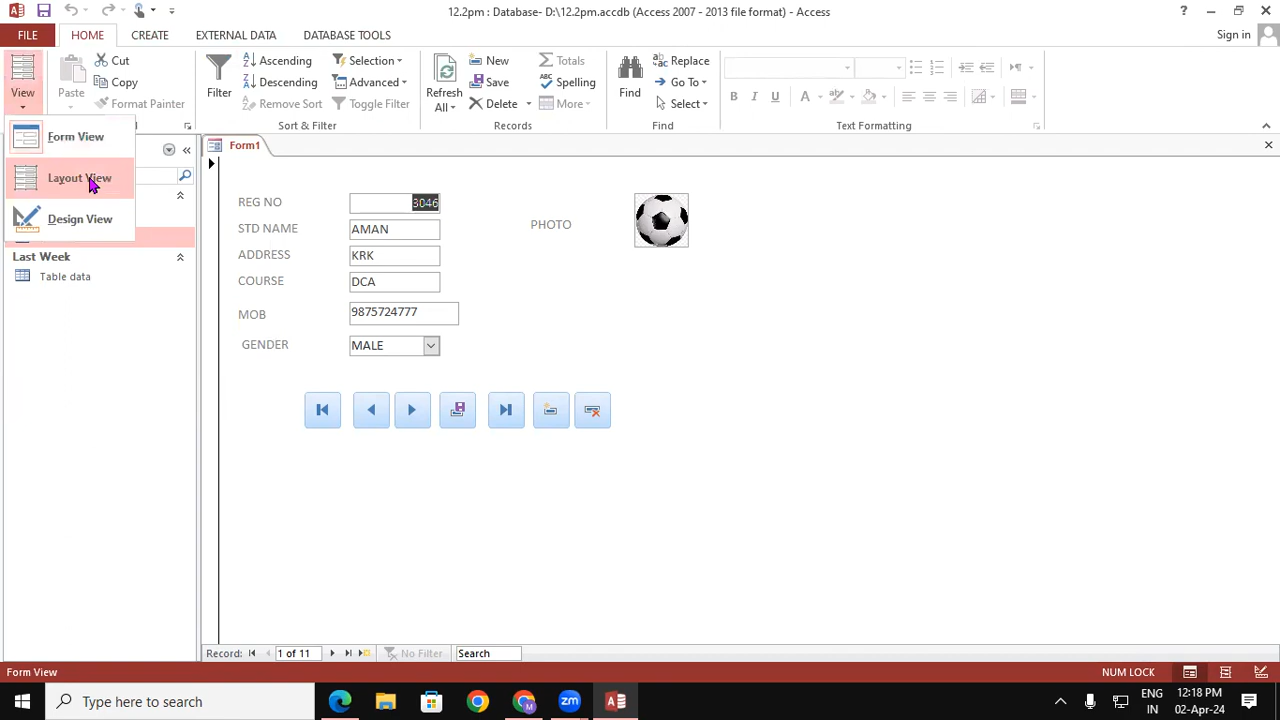 12.2pm : Database- D:\12.2pm.accdb (Access 2007 - 2013 file format) - Access
FILE HOME CREATE EXTERNAL DATA DATABASE TOOLS Sign in
View
Paste
Cut
Copy
Format Painter
Filter
Ascending
Descending
Remove Sort
Selection
Advanced
Toggle Filter
Sort & Filter
Refresh
All
New
Save
Delete
Totals
Spelling
More
Records
Find
Replace
Go To
Select
Find
B I U A
Text Formatting
Form View
Layout View
Design View
Last Week
Table data
Form1
REG NO 3046
STD NAME AMAN
ADDRESS KRK
COURSE DCA
MOB 9875724777
GENDER MALE
PHOTO
Record: 1 of 11 No Filter Search
Form View NUM LOCK
Type here to search
ENG
IN
12:18 PM
02-Apr-24